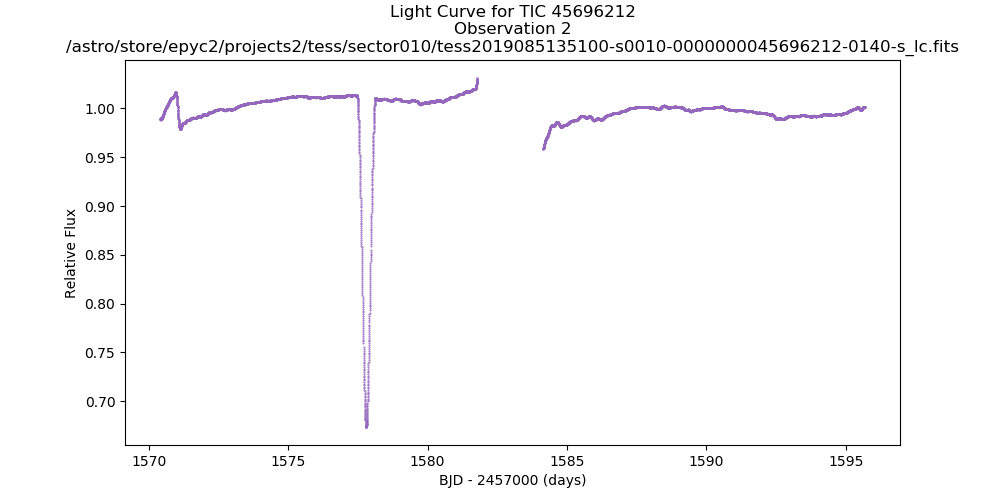 Light Curve for TIC 45696212
Observation 2
/astro/store/epyc2/projects2/tess/sector010/tess2019085135100-s0010-0000000045696212-0140-s_lc.fits
1.00
0.95
0.90
0.85
0.80
0.75
0.70
Relative Flux
1570 1575 1580 1585 1590 1595
BJD - 2457000 (days)